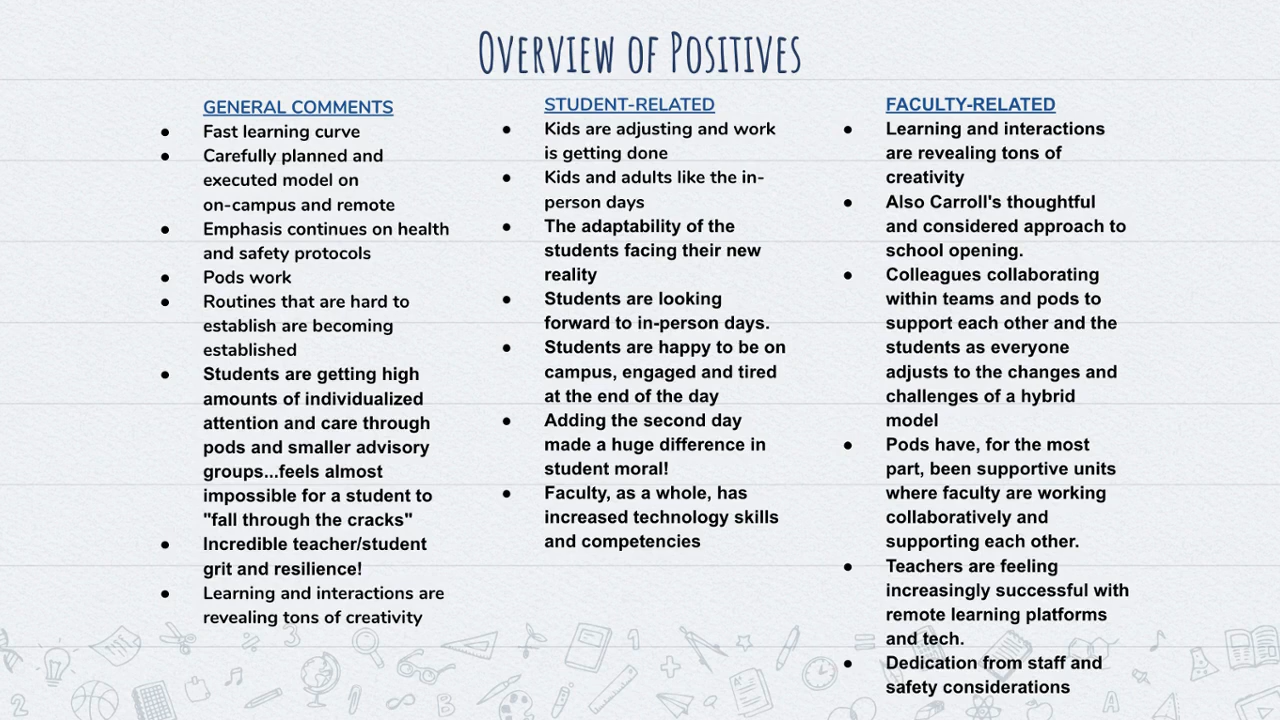 Overview of Positives
GENERAL COMMENTS
● Fast learning curve
● Carefully planned and
executed model on
on-campus and remote
● Emphasis continues on health
and safety protocols
● Pods work
● Routines that are hard to
establish are becoming
established
● Students are getting high
amounts of individualized
attention and care through
pods and smaller advisory
groups...feels almost
impossible for a student to
"fall through the cracks"
● Incredible teacher/student
grit and resilience!
● Learning and interactions are
revealing tons of creativity
STUDENT-RELATED
● Kids are adjusting and work
is getting done
● Kids and adults like the in-
person days
● The adaptability of the
students facing their new
reality
● Students are looking
forward to in-person days.
● Students are happy to be on
campus, engaged and tired
at the end of the day
● Adding the second day
made a huge difference in
student moral!
● Faculty, as a whole, has
increased technology skills
and competencies
FACULTY-RELATED
● Learning and interactions
are revealing tons of
creativity
● Also Carroll's thoughtful
and considered approach to
school opening.
● Colleagues collaborating
within teams and pods to
support each other and the
students as everyone
adjusts to the changes and
challenges of a hybrid
model
● Pods have, for the most
part, been supportive units
where faculty are working
collaboratively and
supporting each other.
● Teachers are feeling
increasingly successful with
remote learning platforms
and tech.
● Dedication from staff and
safety considerations